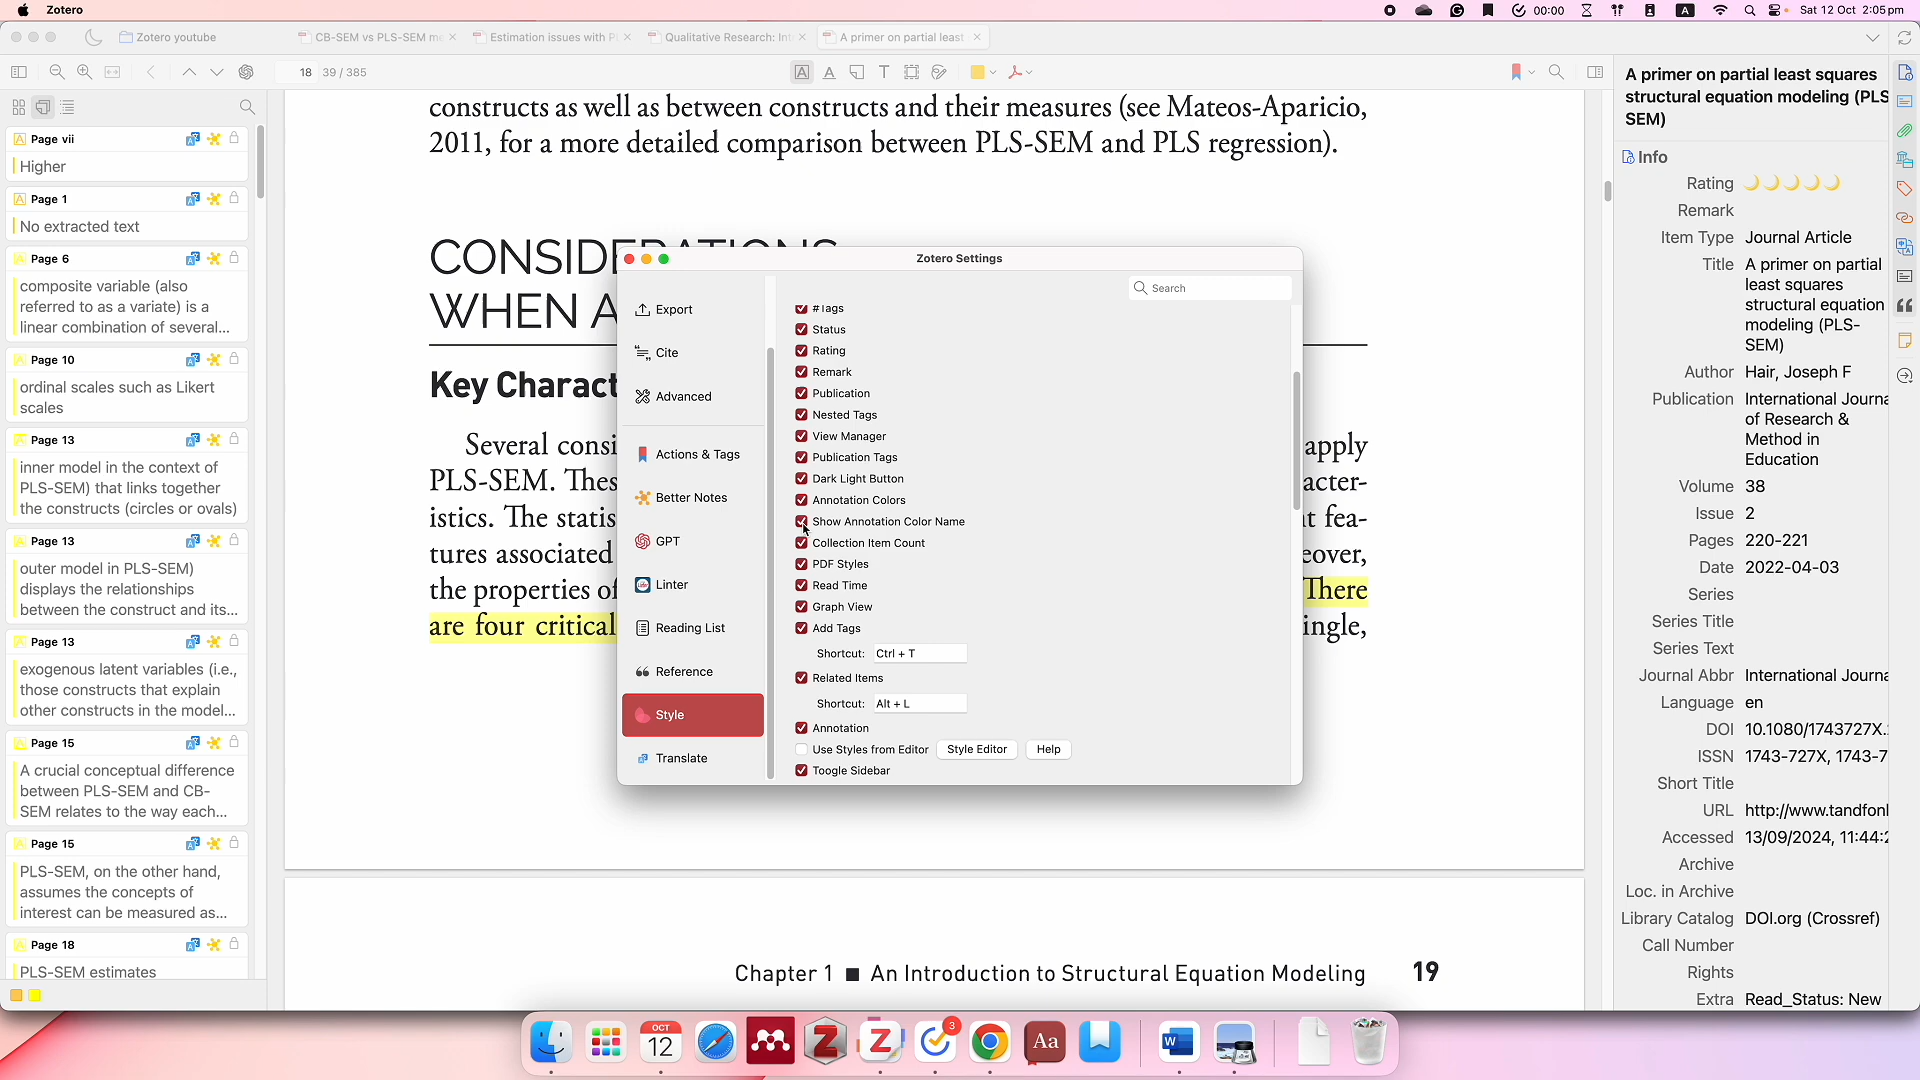 Zotero
00:00
A
Sat 12 Oct 2:05pm
Zotero youtube
CB-SEM vs PLS-SEM me
Estimation issues with P
Qualitative Research: Int
A primer on partial least
18 39 / 385
Page vii
Higher
Page 1
No extracted text
Page 6
composite variable (also
referred to as a variate) is a
linear combination of several...
Page 10
ordinal scales such as Likert
scales
Page 13
inner model in the context of
PLS-SEM) that links together
the constructs (circles or ovals)
Page 13
outer model in PLS-SEM)
displays the relationships
between the construct and its...
Page 13
exogenous latent variables (i.e.,
those constructs that explain
other constructs in the model...
Page 15
A crucial conceptual difference
between PLS-SEM and CB-
SEM relates to the way each...
Page 15
PLS-SEM, on the other hand,
assumes the concepts of
interest can be measured as...
Page 18
PLS-SEM estimates
constructs as well as between constructs and their measures (see Mateos-Aparicio,
2011, for a more detailed comparison between PLS-SEM and PLS regression).
CONSIDERATIONS
WHEN A
Key Charact
Several consi
apply
PLS-SEM. Thes
acter-
istics. The statis
t fea-
tures associated
eover,
the properties of
There
are four critical
ingle,
Chapter 1 ■ An Introduction to Structural Equation Modeling 19
Zotero Settings
Search
Export
Cite
Advanced
Actions & Tags
Better Notes
GPT
Linter
Reading List
Reference
Style
Translate
#Tags
Status
Rating
Remark
Publication
Nested Tags
View Manager
Publication Tags
Dark Light Button
Annotation Colors
Show Annotation Color Name
Collection Item Count
PDF Styles
Read Time
Graph View
Add Tags
Shortcut: Ctrl + T
Related Items
Shortcut: Alt + L
Annotation
Use Styles from Editor Style Editor Help
Toogle Sidebar
A primer on partial least squares
structural equation modeling (PLS
SEM)
Info
Rating
Remark
Item Type Journal Article
Title A primer on partial
least squares
structural equation
modeling (PLS-
SEM)
Author Hair, Joseph F
Publication International Journa
of Research &
Method in
Education
Volume 38
Issue 2
Pages 220-221
Date 2022-04-03
Series
Series Title
Series Text
Journal Abbr International Journa
Language en
DOI 10.1080/1743727X.
ISSN 1743-727X, 1743-7
Short Title
URL http://www.tandfonl
Accessed 13/09/2024, 11:44:2
Archive
Loc. in Archive
Library Catalog DOI.org (Crossref)
Call Number
Rights
Extra Read_Status: New
OCT
12
Z
Z
3
Aa
W